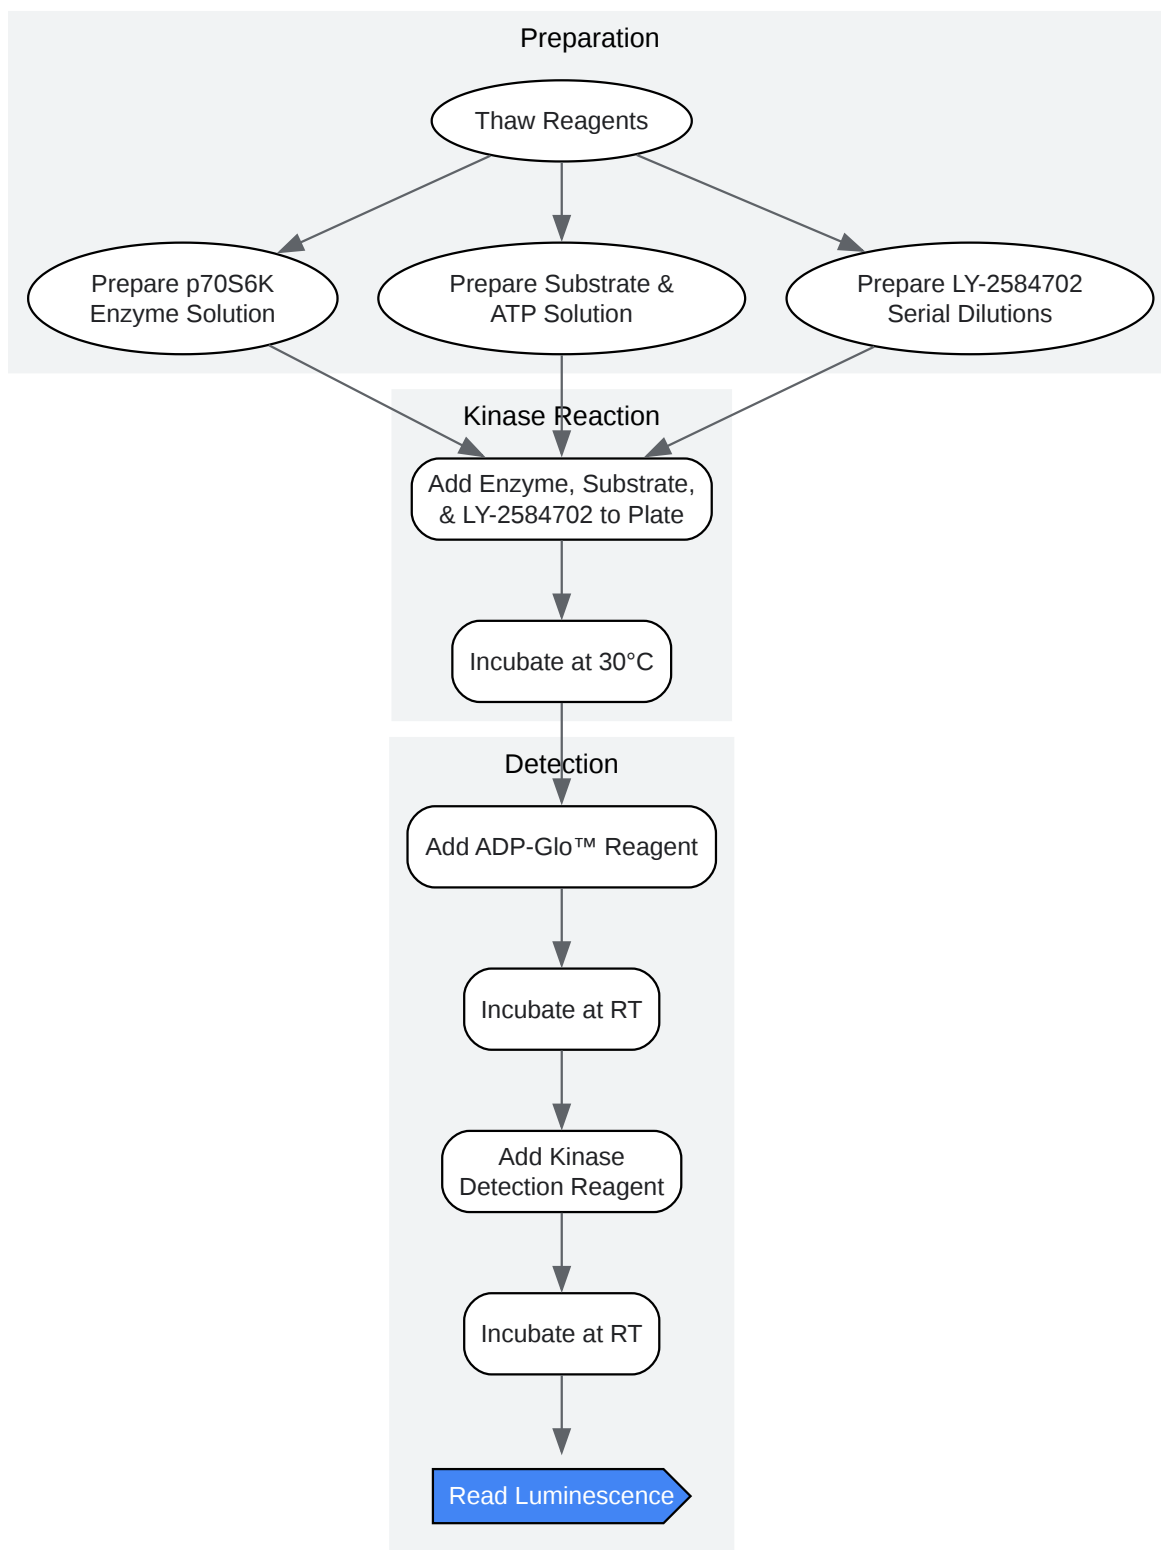 Preparation
Thaw Reagents
Prepare p70S6K
Enzyme Solution
Prepare Substrate &
ATP Solution
Prepare LY-2584702
Serial Dilutions
Kinase Reaction
Add Enzyme, Substrate,
& LY-2584702 to Plate
Incubate at 30°C
Detection
Add ADP-Glo™ Reagent
Incubate at RT
Add Kinase
Detection Reagent
Incubate at RT
Read Luminescence